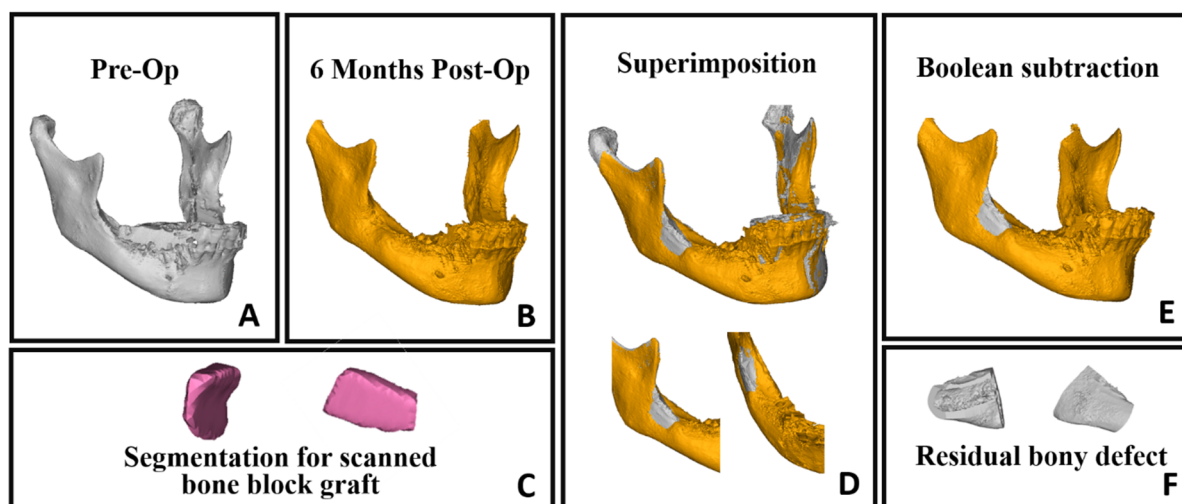 Pre-Op
A
6 Months Post-Op
B
Segmentation for scanned
bone block graft
C
Superimposition
D
Boolean subtraction
E
Residual bony defect
F